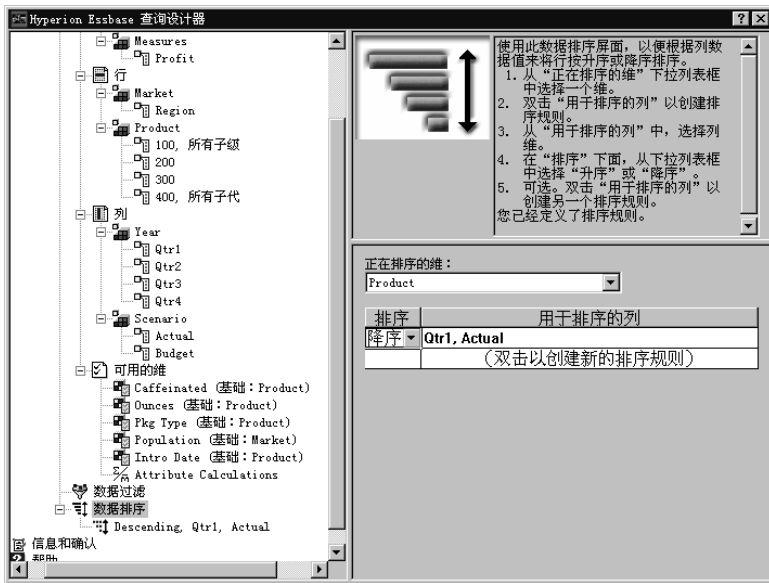 Hyperion Essbase 查询设计器
Measures
Profit
行
Market
Region
Product
100, 所有子级
200
300
400, 所有子代
列
Year
Qtr1
Qtr2
Qtr3
Qtr4
Scenario
Actual
Budget
可用的维
Caffeinated (基础：Product)
Ounces (基础：Product)
Pkg Type (基础：Product)
Population (基础：Market)
Intro Date (基础：Product)
Attribute Calculations
数据过滤
数据排序
Descending, Qtr1, Actual
信息和确认
帮助
使用此数据排序屏面，以便根据列数
据值来将行按升序或降序排序。
1. 从“正在排序的维”下拉列表框
中选择一个维。
2. 双击“用于排序的列”以创建排
序规则。
3. 从“用于排序的列”中，选择列
维。
4. 在“排序”下面，从下拉列表框
中选择“升序”或“降序”。
5. 可选。双击“用于排序的列”以
创建另一个排序规则。
您已经定义了排序规则。
正在排序的维：
Product
排序 用于排序的列
降序 Qtr1, Actual
（双击以创建新的排序规则）